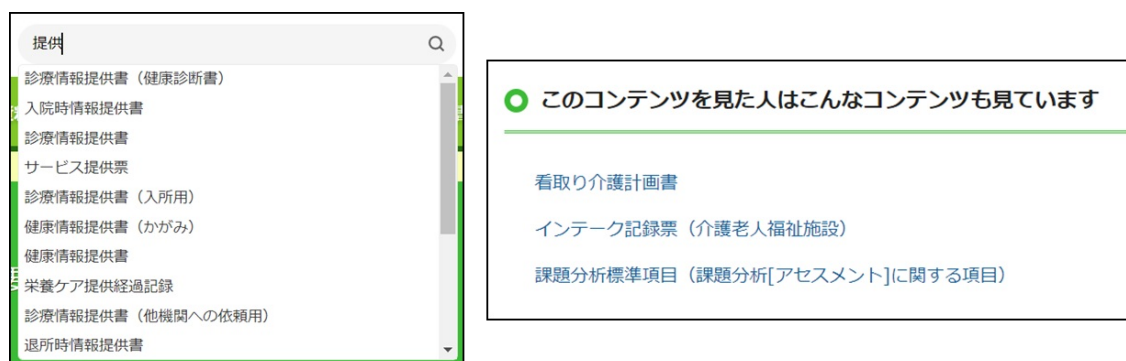 提供
診療情報提供書（健康診断書）
入院時情報提供書
診療情報提供書
サービス提供票
診療情報提供書（入所用）
健康情報提供書（かがみ）
健康情報提供書
栄養ケア提供経過記録
診療情報提供書（他機関への依頼用）
退所時情報提供書
このコンテンツを見た人はこんなコンテンツも見ています
看取り介護計画書
インテーク記録票（介護老人福祉施設）
課題分析標準項目（課題分析[アセスメント]に関する項目）